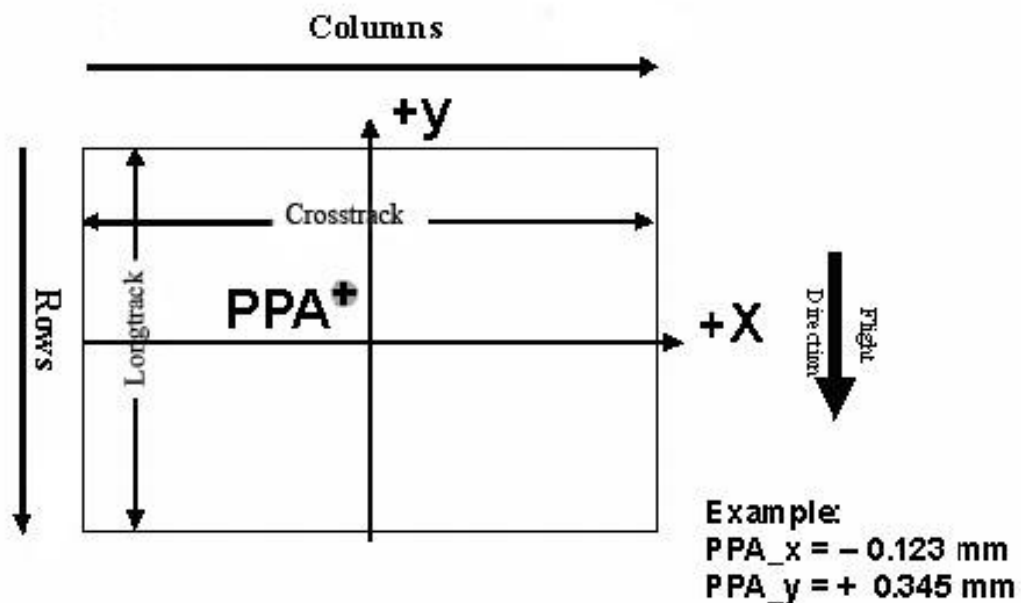 Columns
+y
Crosstrack
Longtrack
Rows
PPA+
+X
Flight
Direction
Example:
PPA_x = – 0.123 mm
PPA_y = + 0.345 mm